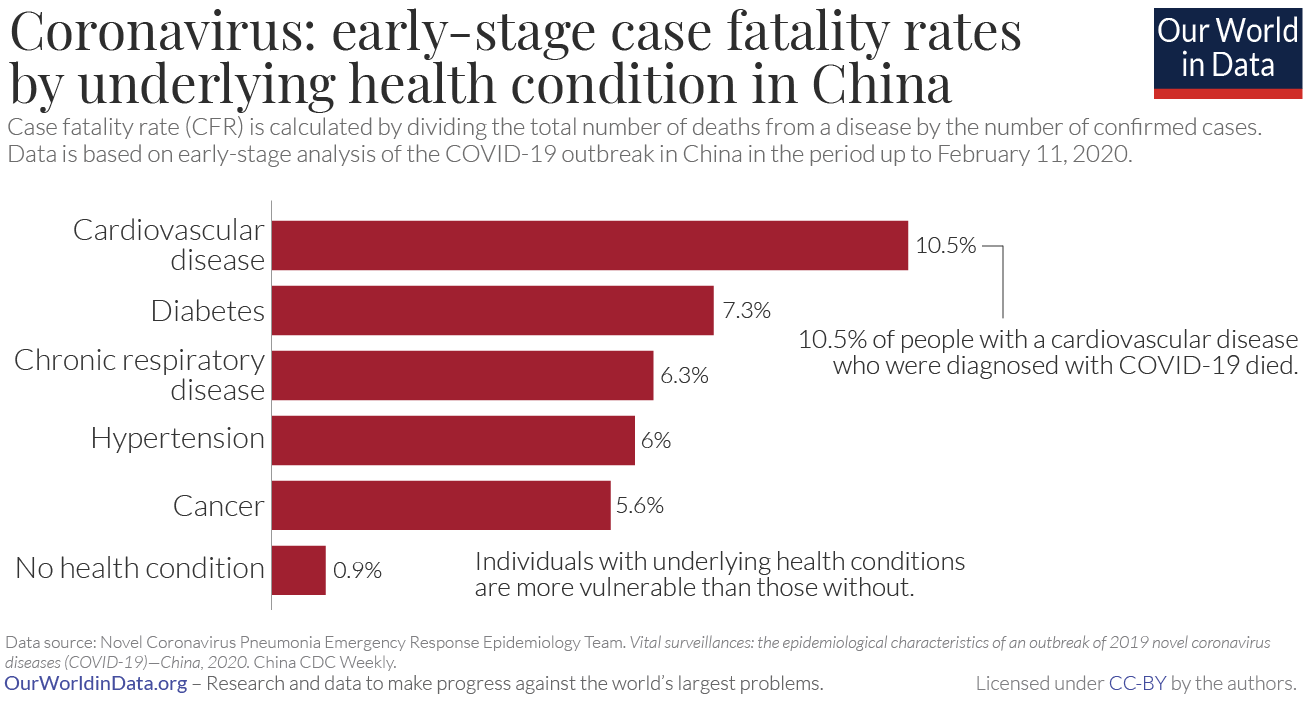 Coronavirus: early-stage case fatality rates
by underlying health condition in China
Our World
in Data
Case fatality rate (CFR) is calculated by dividing the total number of deaths from a disease by the number of confirmed cases.
Data is based on early-stage analysis of the COVID-19 outbreak in China in the period up to February 11, 2020.
Cardiovascular
disease
10.5%
Diabetes
7.3%
10.5% of people with a cardiovascular disease
who were diagnosed with COVID-19 died.
Chronic respiratory
disease
6.3%
Hypertension
6%
Cancer
5.6%
No health condition
0.9%
Individuals with underlying health conditions
are more vulnerable than those without.
Data source: Novel Coronavirus Pneumonia Emergency Response Epidemiology Team. Vital surveillances: the epidemiological characteristics of an outbreak of 2019 novel coronavirus
diseases (COVID-19)—China, 2020. China CDC Weekly.
OurWorldinData.org – Research and data to make progress against the world's largest problems.
Licensed under CC-BY by the authors.